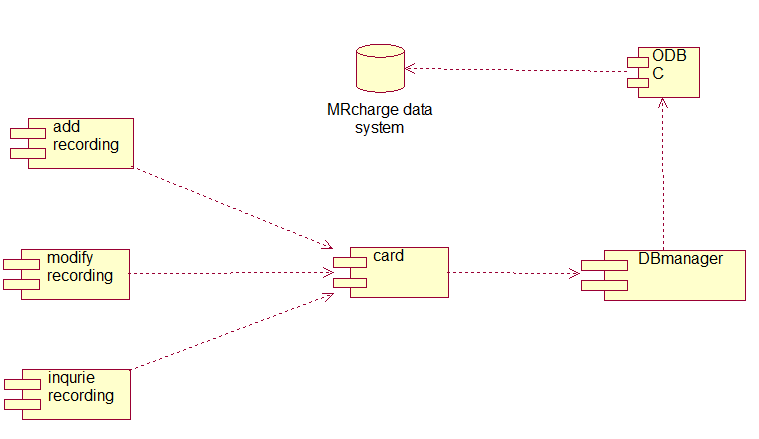 ODB
C
MRcharge data
system
add
recording
modify
recording
card
DBmanager
inqurie
recording